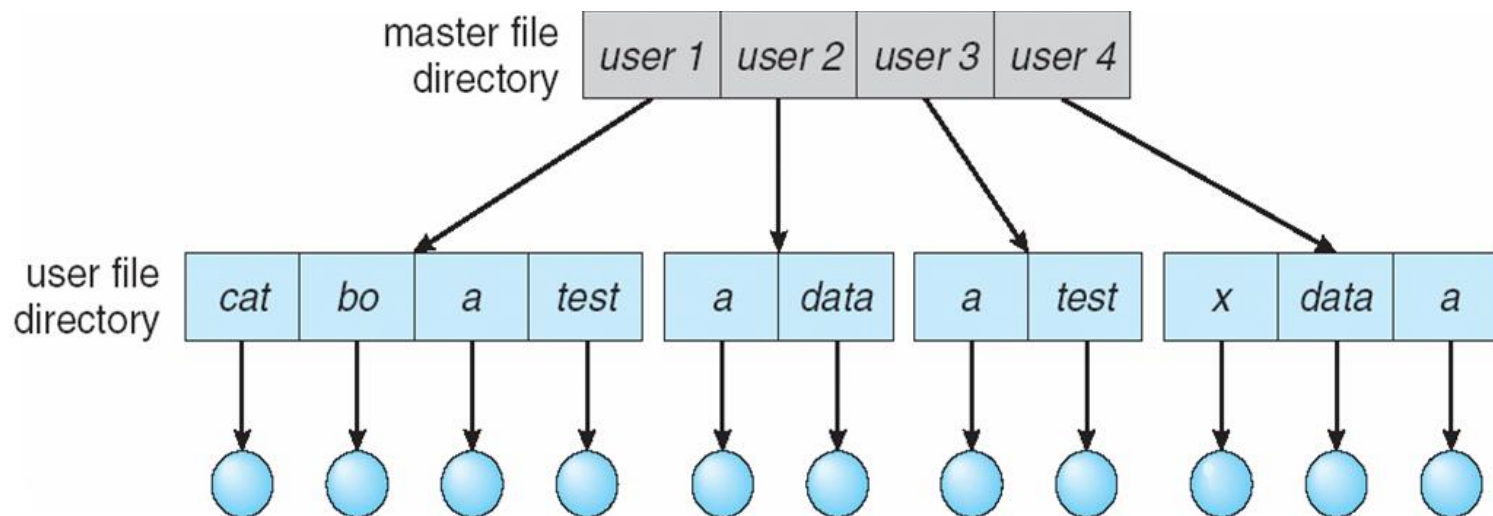 master file
directory
user 1 user 2 user 3 user 4
user file
directory
cat bo a test a data a test x data a